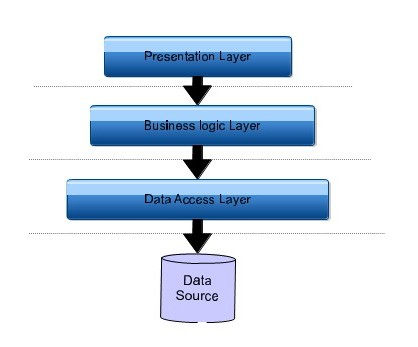 Presentation Layer
Business logic Layer
Data Access Layer
Data
Source